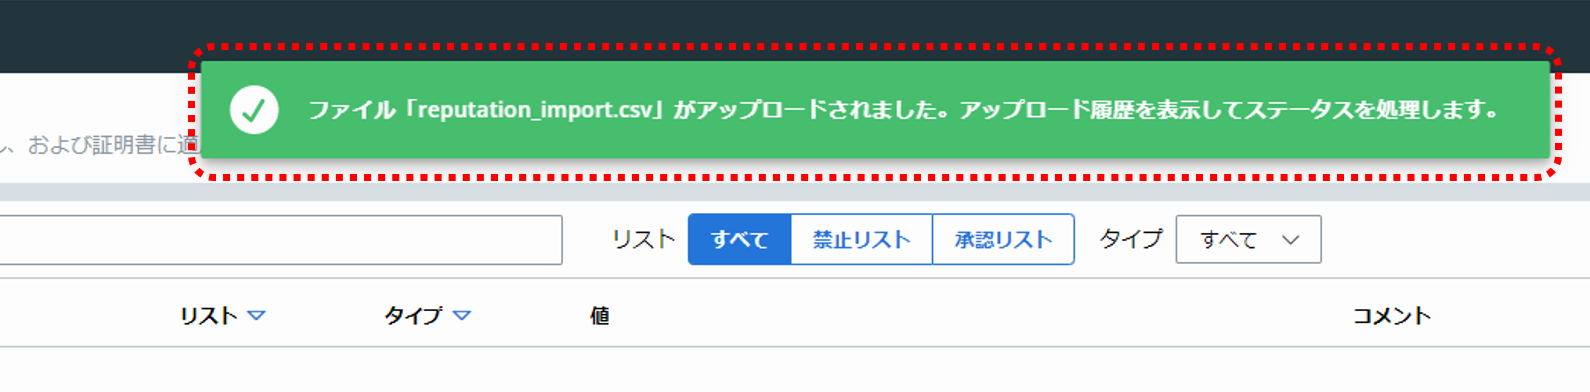 ファイル「reputation_import.csv」がアップロードされました。アップロード履歴を表示してステータスを処理します。
、および証明書に適
リスト すべて 禁止リスト 承認リスト タイプ すべて
リスト タイプ 値 コメント